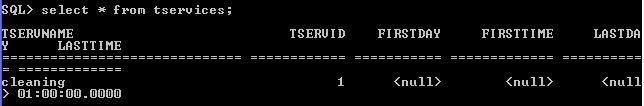 SQL> select * from tservices;
TSERVNAME TSERVID FIRSTDAY FIRSTTIME LASTDA
Y LASTTIME
=============================== ============ ============ ============= =======
= =============
cleaning 1 <null> <null> <null
> 01:00:00.0000